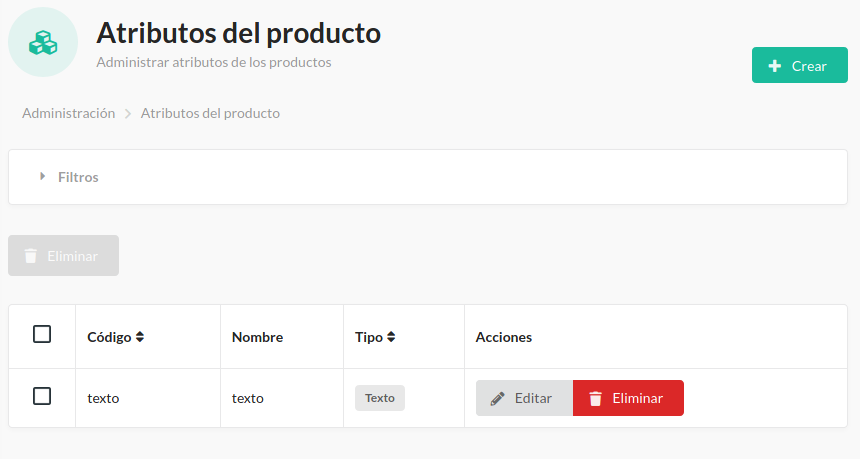 Atributos del producto
Administrar atributos de los productos
Crear
Administración Atributos del producto
Filtros
Eliminar
Código Nombre Tipo Acciones
texto texto Texto Editar Eliminar